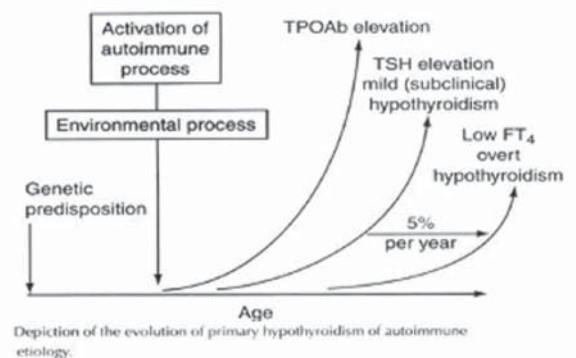 Activation of
autoimmune
process
Environmental process
Genetic
predisposition
TPOAb elevation
TSH elevation
mild (subclinical)
hypothyroidism
Low FT₄
overt
hypothyroidism
5%
per year
Age
Depiction of the evolution of primary hypothyroidism of autoimmune
etiology.